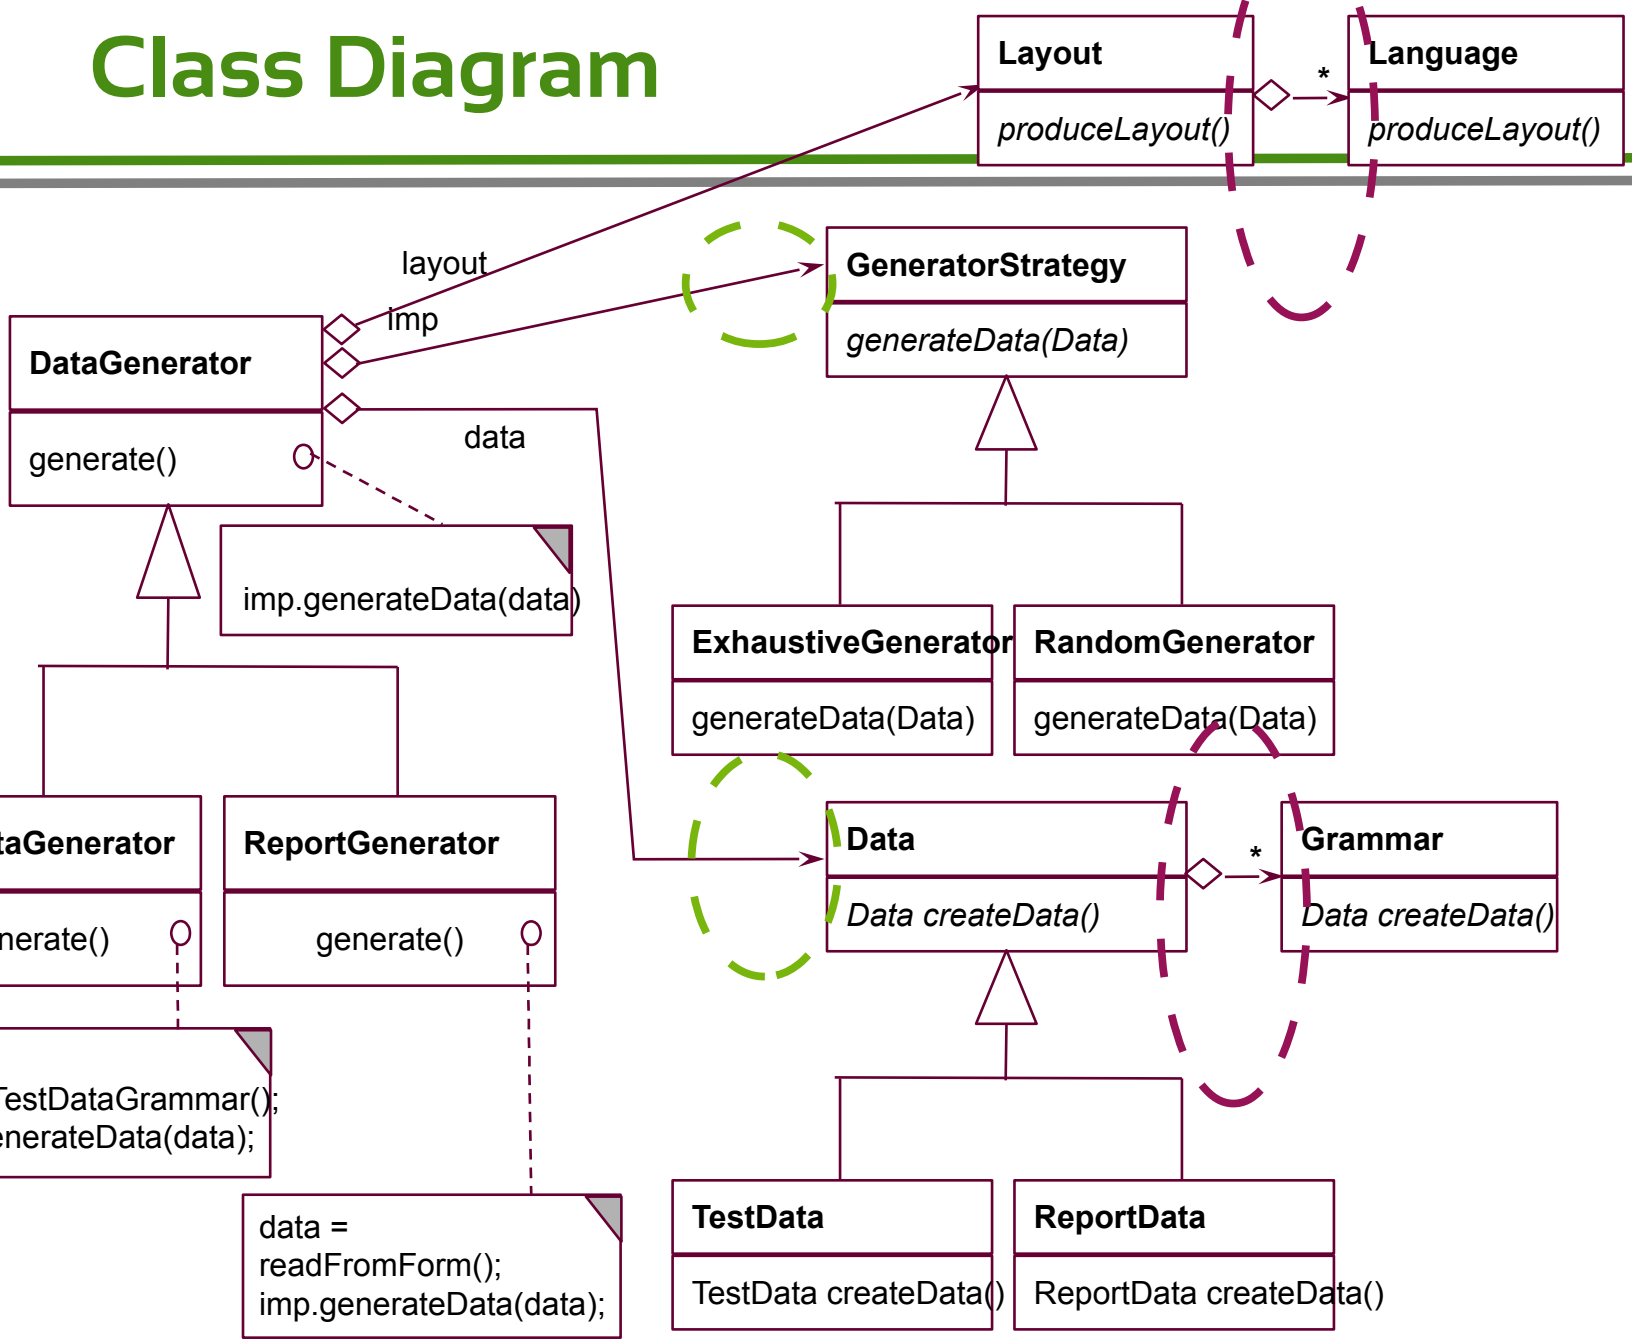 Class Diagram
Layout
produceLayout()
*
Language
produceLayout()
layout
imp
data
GeneratorStrategy
generateData(Data)
DataGenerator
generate()
imp.generateData(data)
ExhaustiveGenerator
generateData(Data)
RandomGenerator
generateData(Data)
taGenerator
nerate()
ReportGenerator
generate()
Data
Data createData()
*
Grammar
Data createData()
TestDataGrammar();
enerateData(data);
data =
readFromForm();
imp.generateData(data);
TestData
TestData createData()
ReportData
ReportData createData()